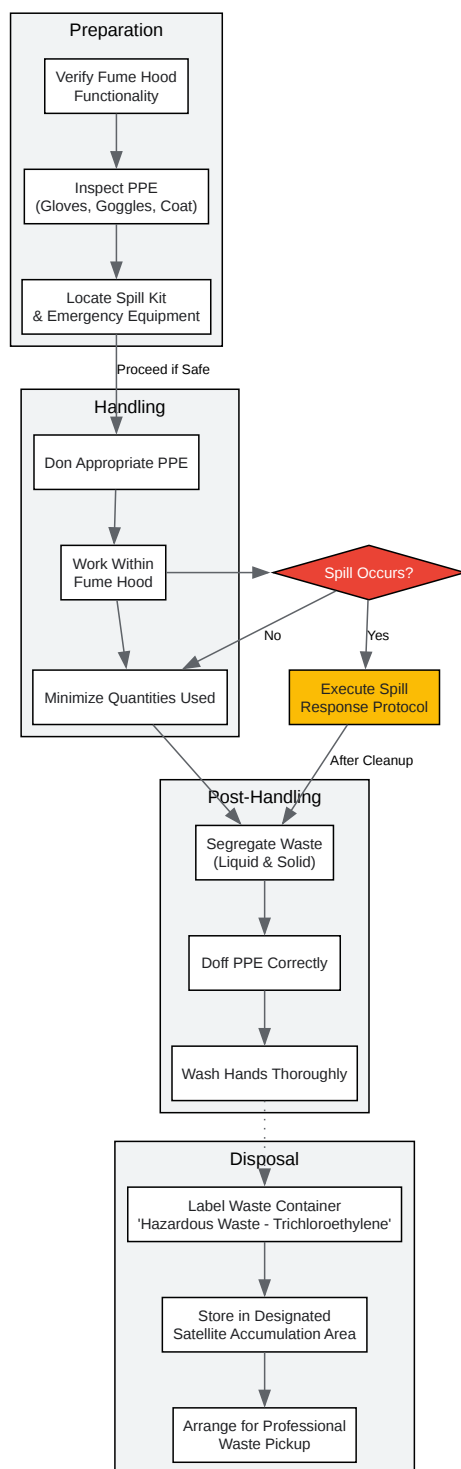 Preparation
Verify Fume Hood
Functionality
Inspect PPE
(Gloves, Goggles, Coat)
Locate Spill Kit
& Emergency Equipment
Proceed if Safe
Handling
Don Appropriate PPE
Work Within
Fume Hood
Spill Occurs?
No
Yes
Minimize Quantities Used
Execute Spill
Response Protocol
After Cleanup
Post-Handling
Segregate Waste
(Liquid & Solid)
Doff PPE Correctly
Wash Hands Thoroughly
Disposal
Label Waste Container
'Hazardous Waste - Trichloroethylene'
Store in Designated
Satellite Accumulation Area
Arrange for Professional
Waste Pickup